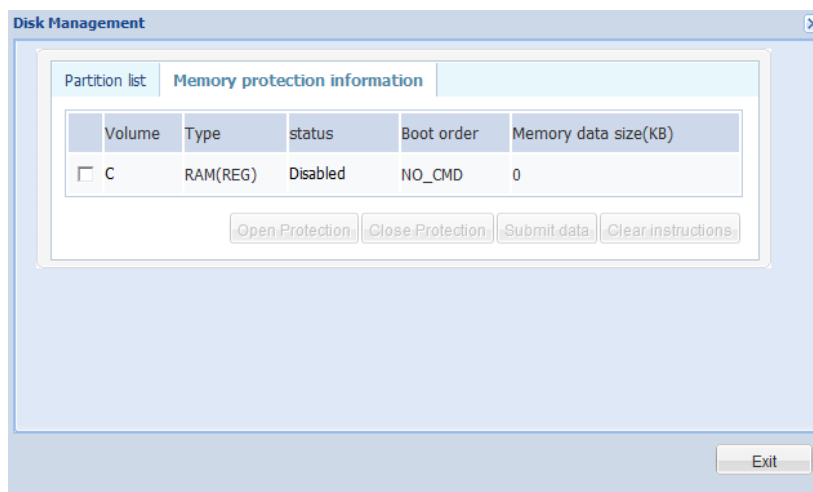 Disk Management
Partition list Memory protection information
Volume Type status Boot order Memory data size(KB)
C RAM(REG) Disabled NO_CMD 0
Open Protection Close Protection Submit data Clear instructions
Exit